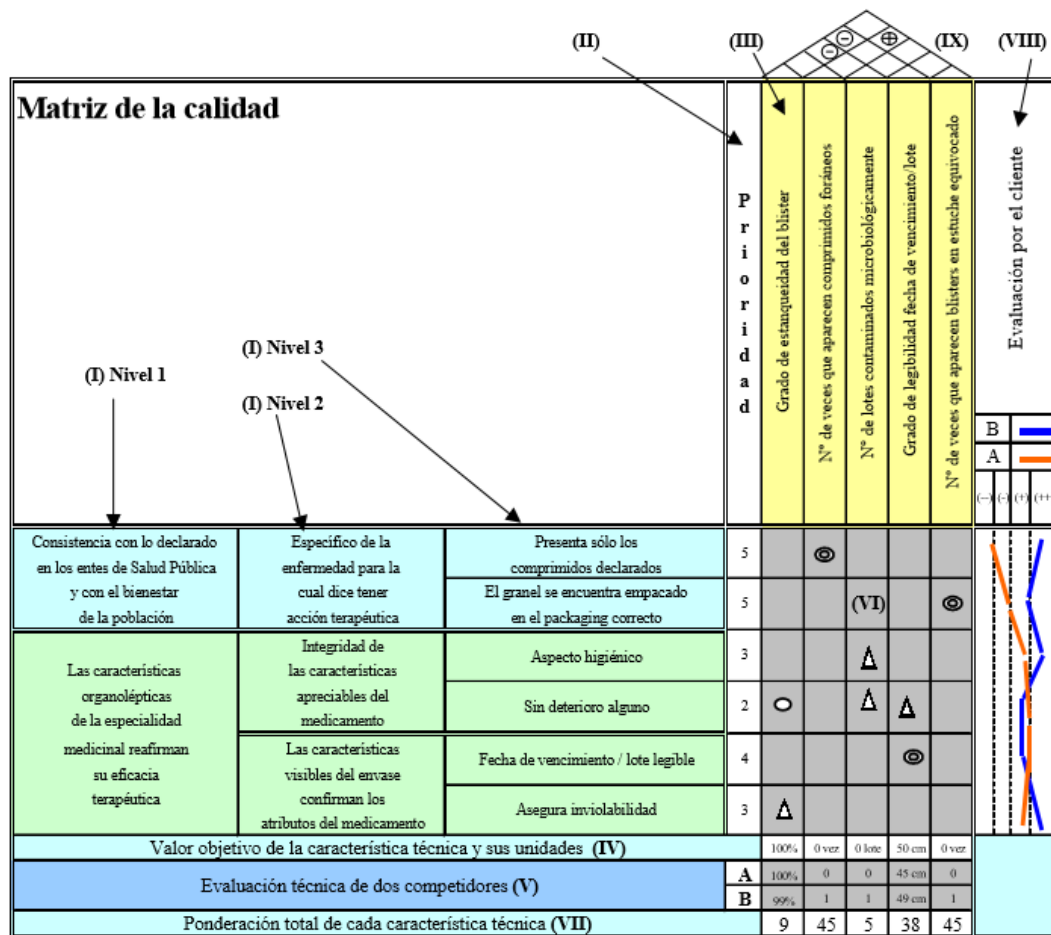 (II)
(III)
(IX)
(VIII)
Matriz de la calidad
Prioridad
Grado de estanqueidad del blister
N° de veces que aparecen comprimidos foráneos
N° de lotes contaminados microbiológicamente
Grado de legibilidad fecha de vencimiento/lote
N° de veces que aparecen blisters en estuche equivocado
Evaluación por el cliente
(I) Nivel 3
(I) Nivel 1
(I) Nivel 2
B
A
(--) (-) (+) (++
Consistencia con lo declarado
en los entes de Salud Pública
y con el bienestar
de la población
Específico de la
enfermedad para la
cual dice tener
acción terapéutica
Presenta sólo los
comprimidos declarados
5
El granel se encuentra empacado
en el packaging correcto
5
(VI)
Las características
organolépticas
de la especialidad
medicinal reafirman
su eficacia
terapéutica
Integridad de
las características
apreciables del
medicamento
Aspecto higiénico
3
Sin deterioro alguno
2
Las características
visibles del envase
confirman los
atributos del medicamento
Fecha de vencimiento / lote legible
4
Asegura inviolabilidad
3
Valor objetivo de la característica técnica y sus unidades (IV) 100% 0 vez 0 lote 50 cm 0 vez
Evaluación técnica de dos competidores (V)
A 100% 0 0 45 cm 0
B 99% 1 1 49 cm 1
Ponderación total de cada característica técnica (VII) 9 45 5 38 45